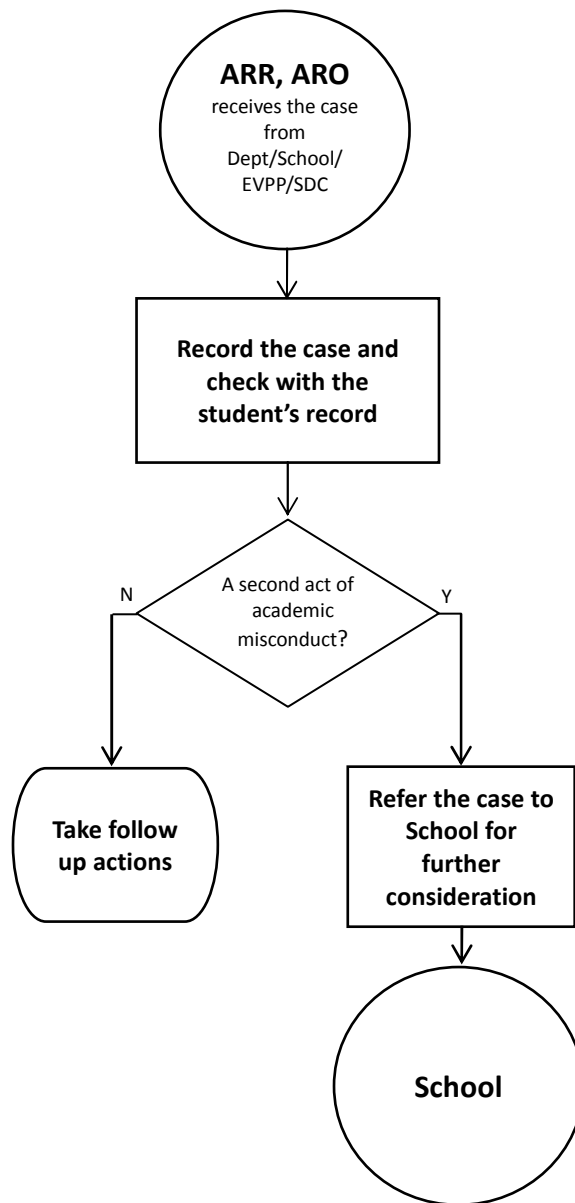 ARR, ARO
receives the case
from
Dept/School/
EVPP/SDC
Record the case and
check with the
student’s record
A second act of
academic
misconduct?
N
Y
Take follow
up actions
Refer the case to
School for
further
consideration
School